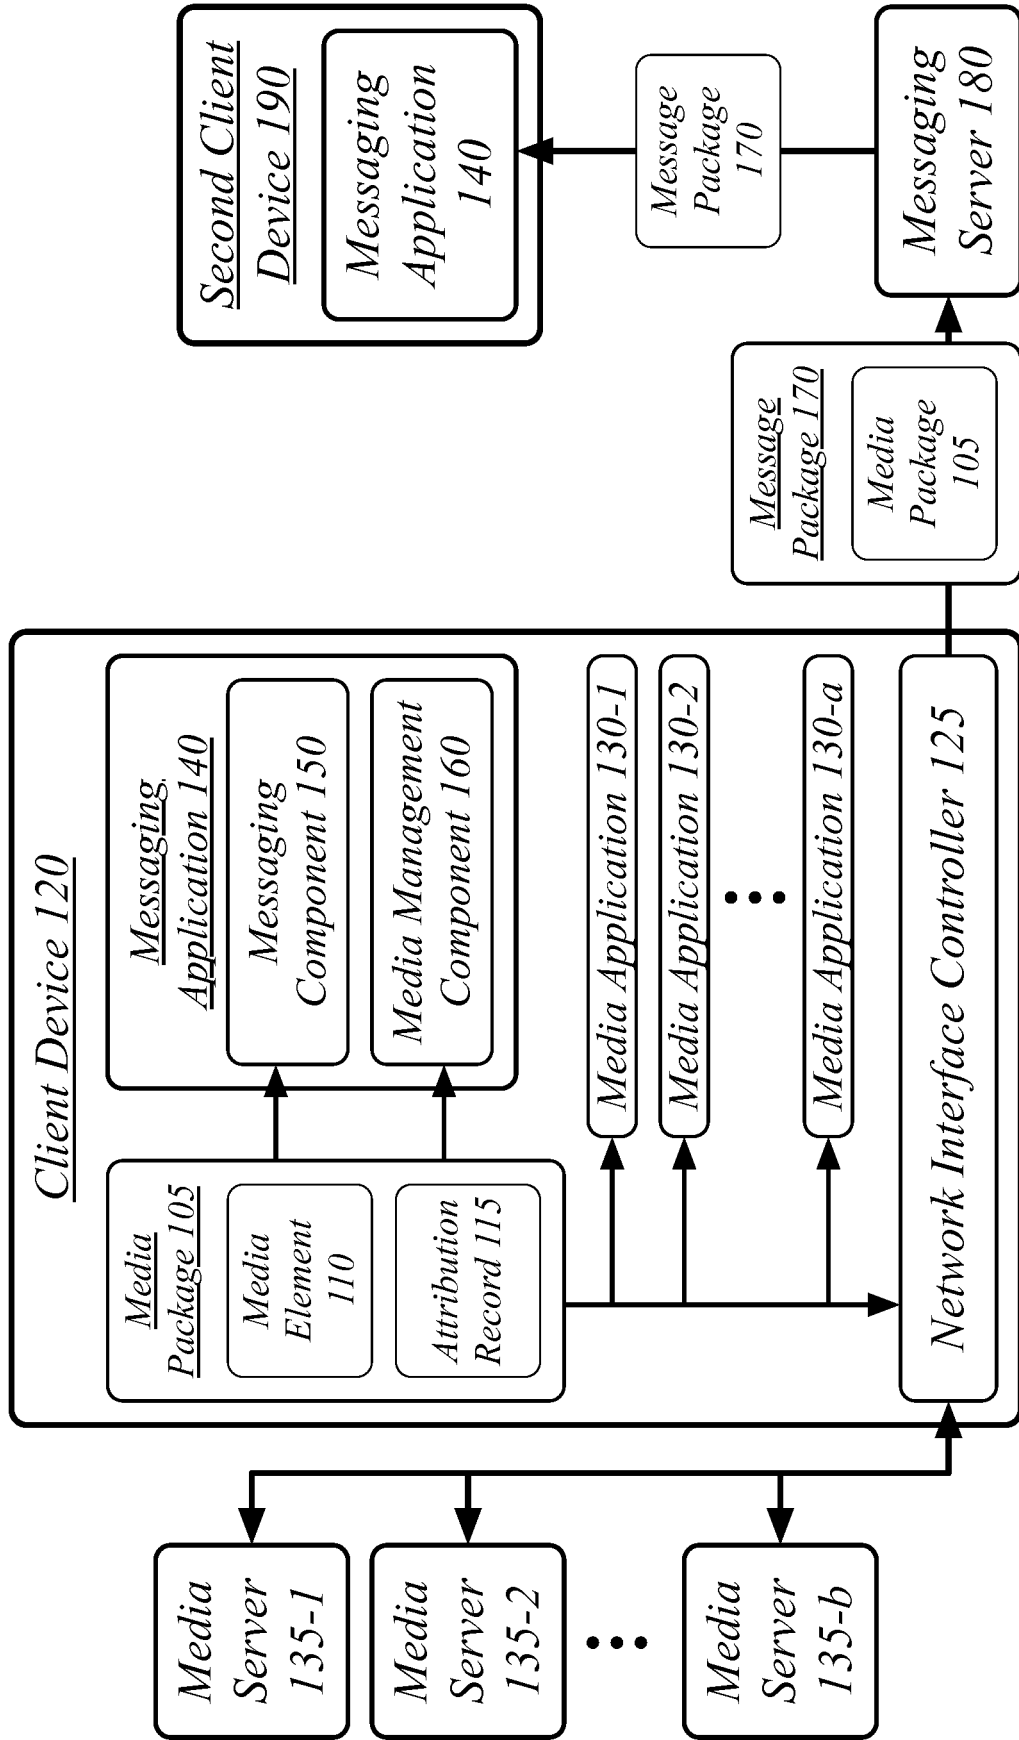 Client Device 120
Media
Server
135-1
Media
Server
135-2
Media
Server
135-b
Media
Package 105
Media
Element
110
Attribution
Record 115
Messaging
Application 140
Messaging
Component 150
Media Management
Component 160
Media Application 130-1
Media Application 130-2
Media Application 130-a
Network Interface Controller 125
Message
Package 170
Media
Package
105
Second Client
Device 190
Messaging
Application
140
Message
Package
170
Messaging
Server 180